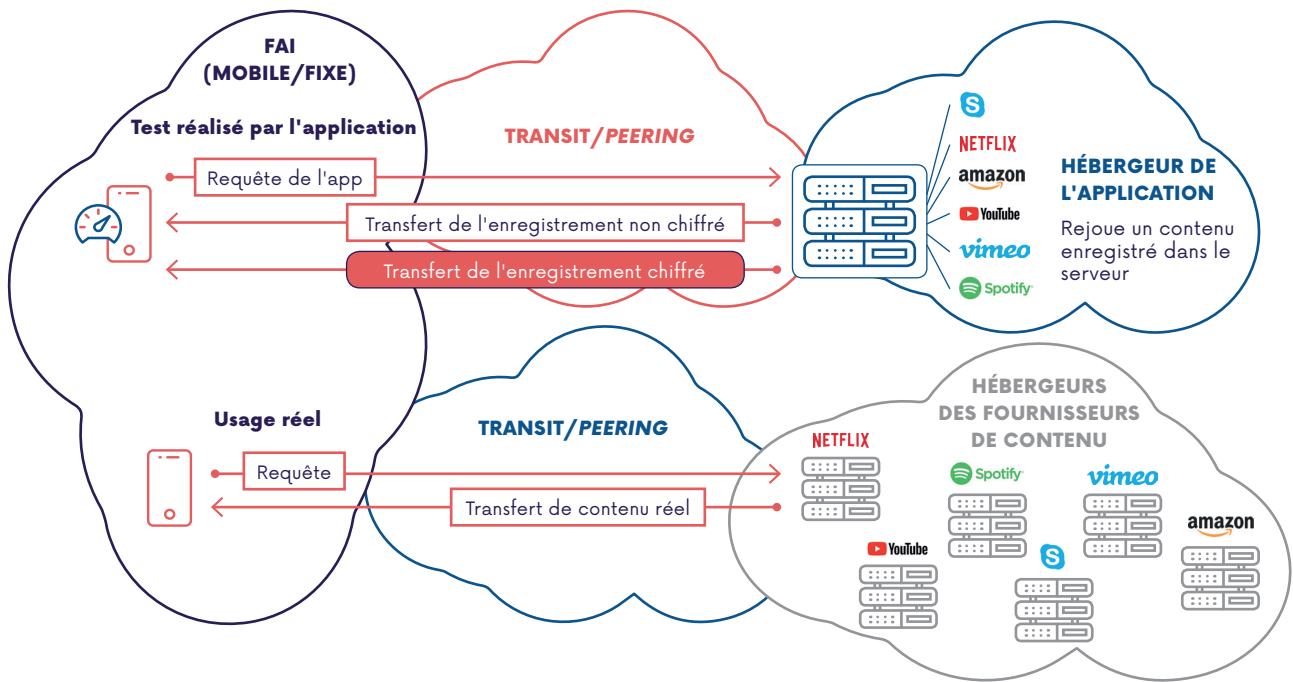 FAI
(MOBILE/FIXE)
Test réalisé par l'application
TRANSIT/PEERING
Requête de l'app
Transfert de l'enregistrement non chiffré
Transfert de l'enregistrement chiffré
S
NETFLIX
amazon
YouTube
vimeo
Spotify
HÉBERGEUR DE
L'APPLICATION
Rejoue un contenu
enregistré dans le
serveur
Usage réel
TRANSIT/PEERING
Requête
Transfert de contenu réel
HÉBERGEURS
DES FOURNISSEURS
DE CONTENU
NETFLIX
Spotify
vimeo
amazon
YouTube
S